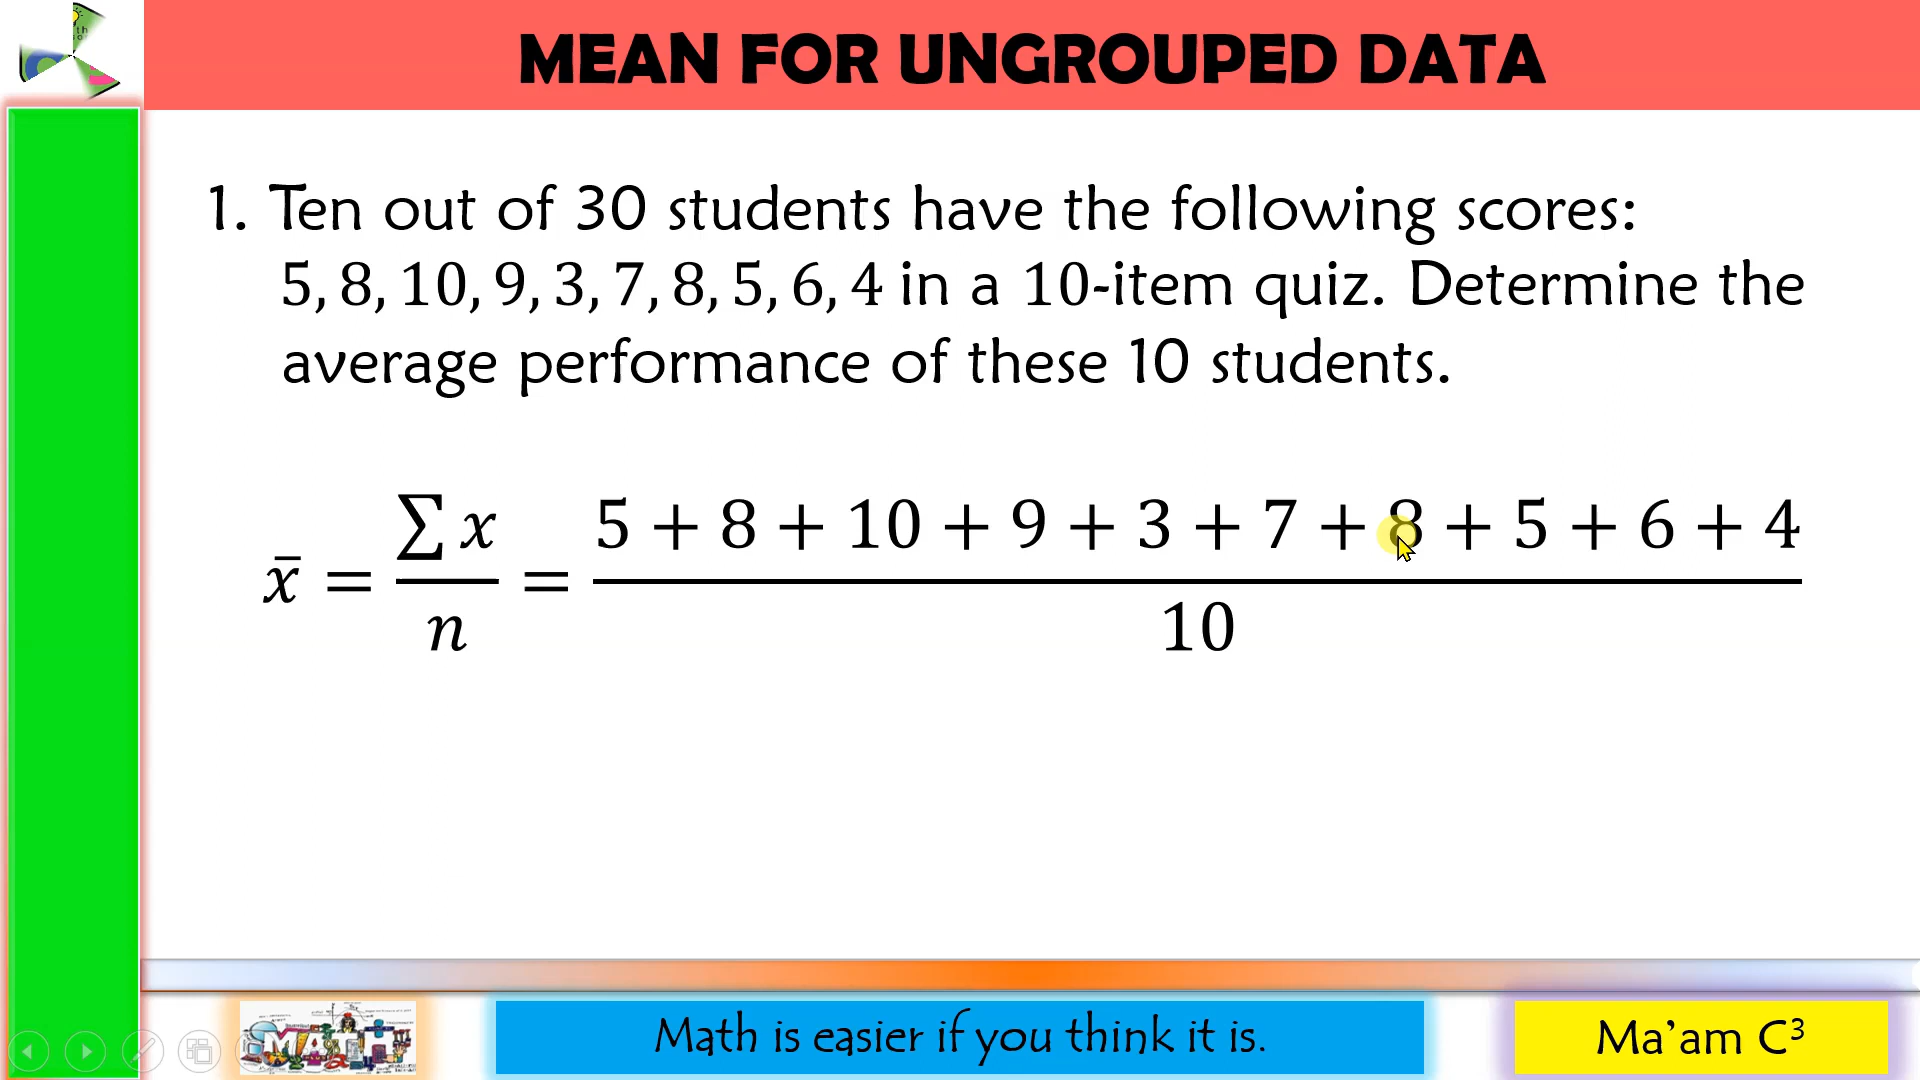 MEAN FOR UNGROUPED DATA
1. Ten out of 30 students have the following scores:
5, 8, 10, 9, 3, 7, 8, 5, 6, 4 in a 10-item quiz. Determine the
average performance of these 10 students.
x̄ = ∑x / n = (5 + 8 + 10 + 9 + 3 + 7 + 8 + 5 + 6 + 4) / 10
MATH
Math is easier if you think it is.
Ma’am C³